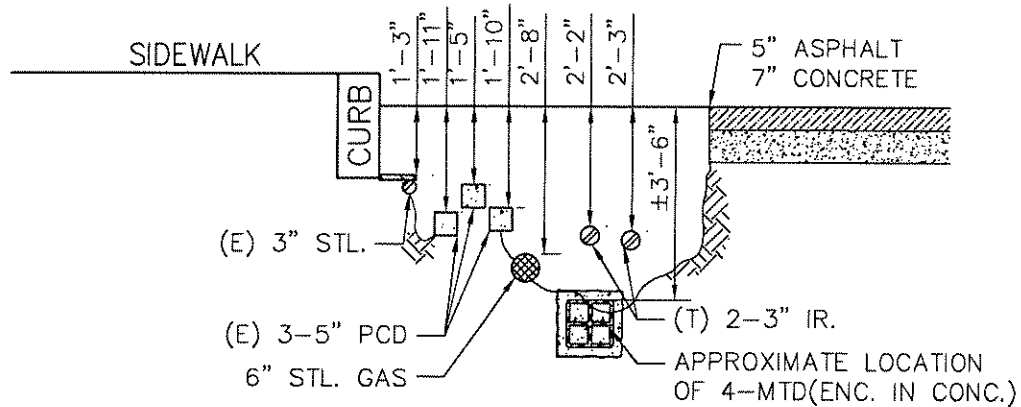 SIDEWALK
CURB
1'-3"
1'-11"
1'-5"
1'-10"
2'-8"
2'-2"
2'-3"
5" ASPHALT
7" CONCRETE
±3'-6"
(E) 3" STL.
(E) 3-5" PCD
6" STL. GAS
(T) 2-3" IR.
APPROXIMATE LOCATION
OF 4-MTD(ENC. IN CONC.)